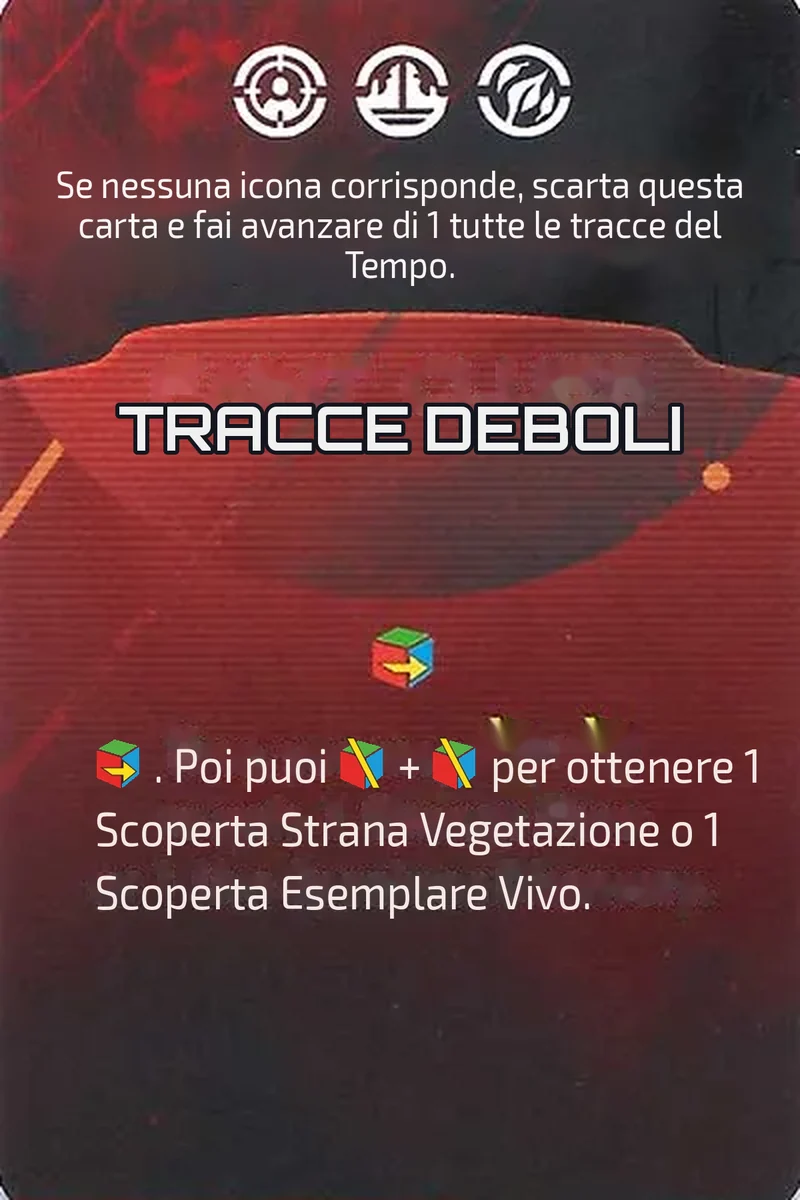 Se nessuna icona corrisponde, scarta questa
carta e fai avanzare di 1 tutte le tracce del
Tempo.
TRACCE DEBOLI
. Poi puoi + per ottenere 1
Scoperta Strana Vegetazione o 1
Scoperta Esemplare Vivo.